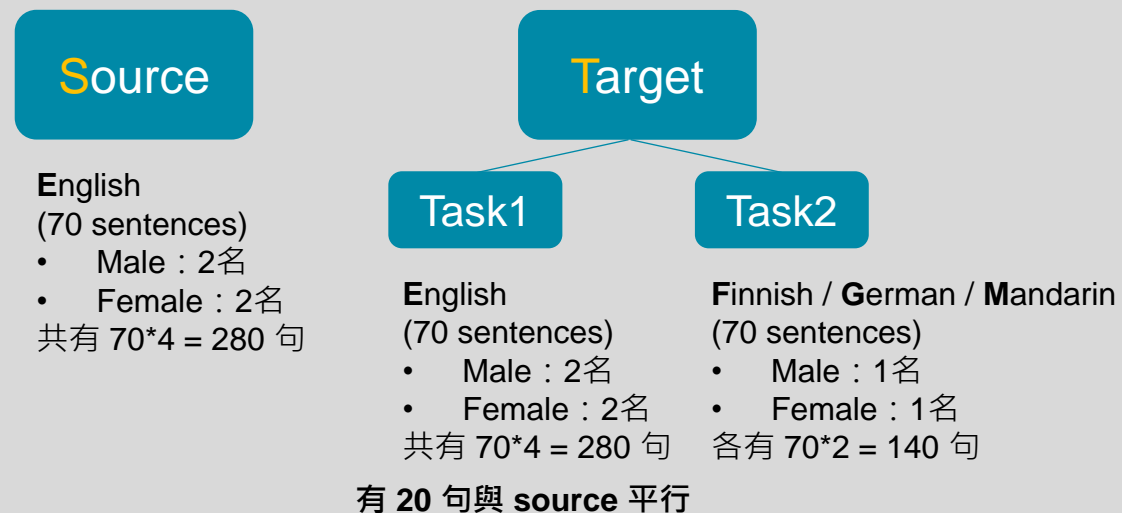 Source
English
(70 sentences)
• Male：2名
• Female：2名
共有 70*4 = 280 句
Target
Task1
English
(70 sentences)
• Male：2名
• Female：2名
共有 70*4 = 280 句
有 20 句與 source 平行
Task2
Finnish / German / Mandarin
(70 sentences)
• Male：1名
• Female：1名
各有 70*2 = 140 句